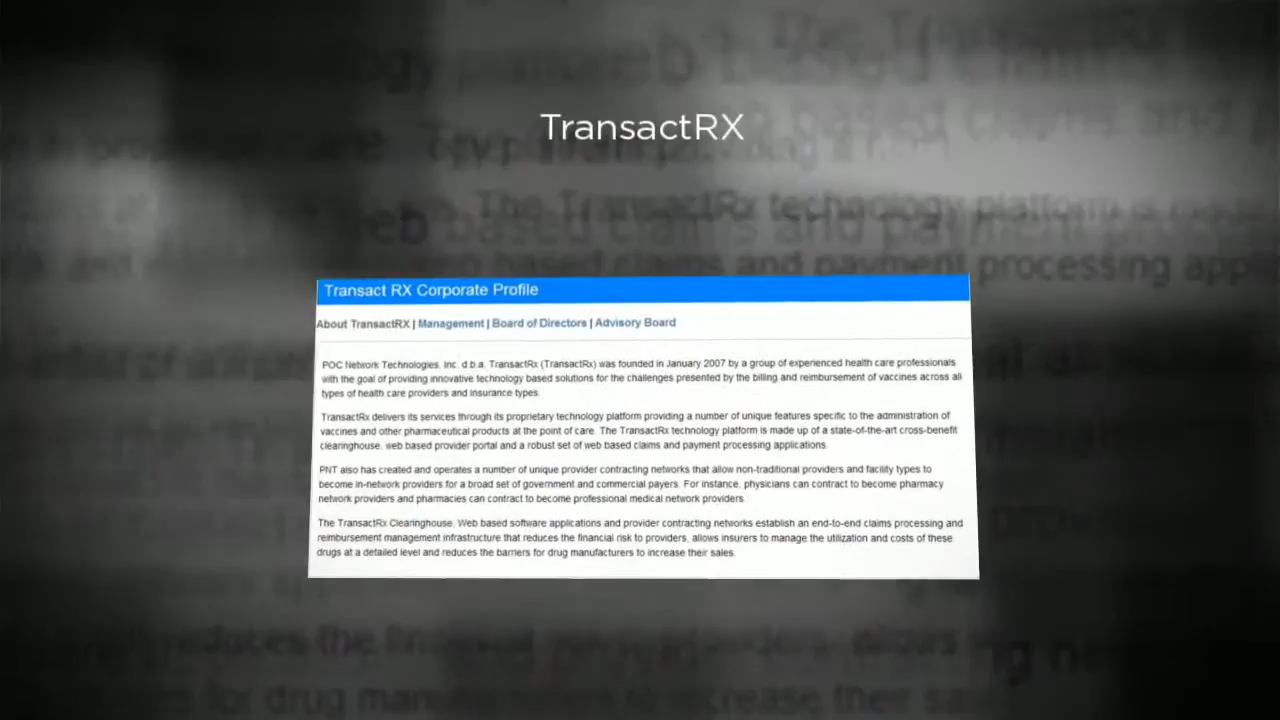 TransactRX
Transact RX Corporate Profile
About TransactRX | Management | Board of Directors | Advisory Board
POC Network Technologies, Inc. d.b.a. TransactRx (TransactRx) was founded in January 2007 by a group of experienced health care professionals
with the goal of providing innovative technology based solutions for the challenges presented by the billing and reimbursement of vaccines across all
types of health care providers and insurance types.
TransactRx delivers its services through its proprietary technology platform providing a number of unique features specific to the administration of
vaccines and other pharmaceutical products at the point of care. The TransactRx technology platform is made up of a state-of-the-art cross-benefit
clearinghouse, web based provider portal and a robust set of web based claims and payment processing applications.
PNT also has created and operates a number of unique provider contracting networks that allow non-traditional providers and facility types to
become in-network providers for a broad set of government and commercial payers. For instance, physicians can contract to become pharmacy
network providers and pharmacies can contract to become professional medical network providers.
The TransactRx Clearinghouse, Web based software applications and provider contracting networks establish an end-to-end claims processing and
reimbursement management infrastructure that reduces the financial risk to providers, allows insurers to manage the utilization and costs of these
drugs at a detailed level and reduces the barriers for drug manufacturers to increase their sales.